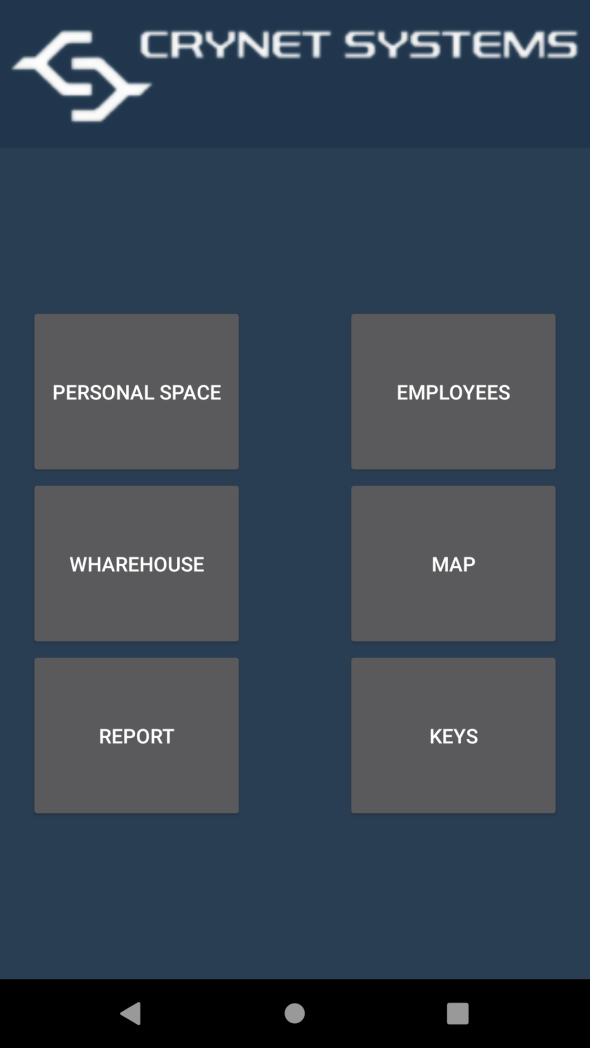 CRYNET SYSTEMS
PERSONAL SPACE
EMPLOYEES
WHAREHOUSE
MAP
REPORT
KEYS